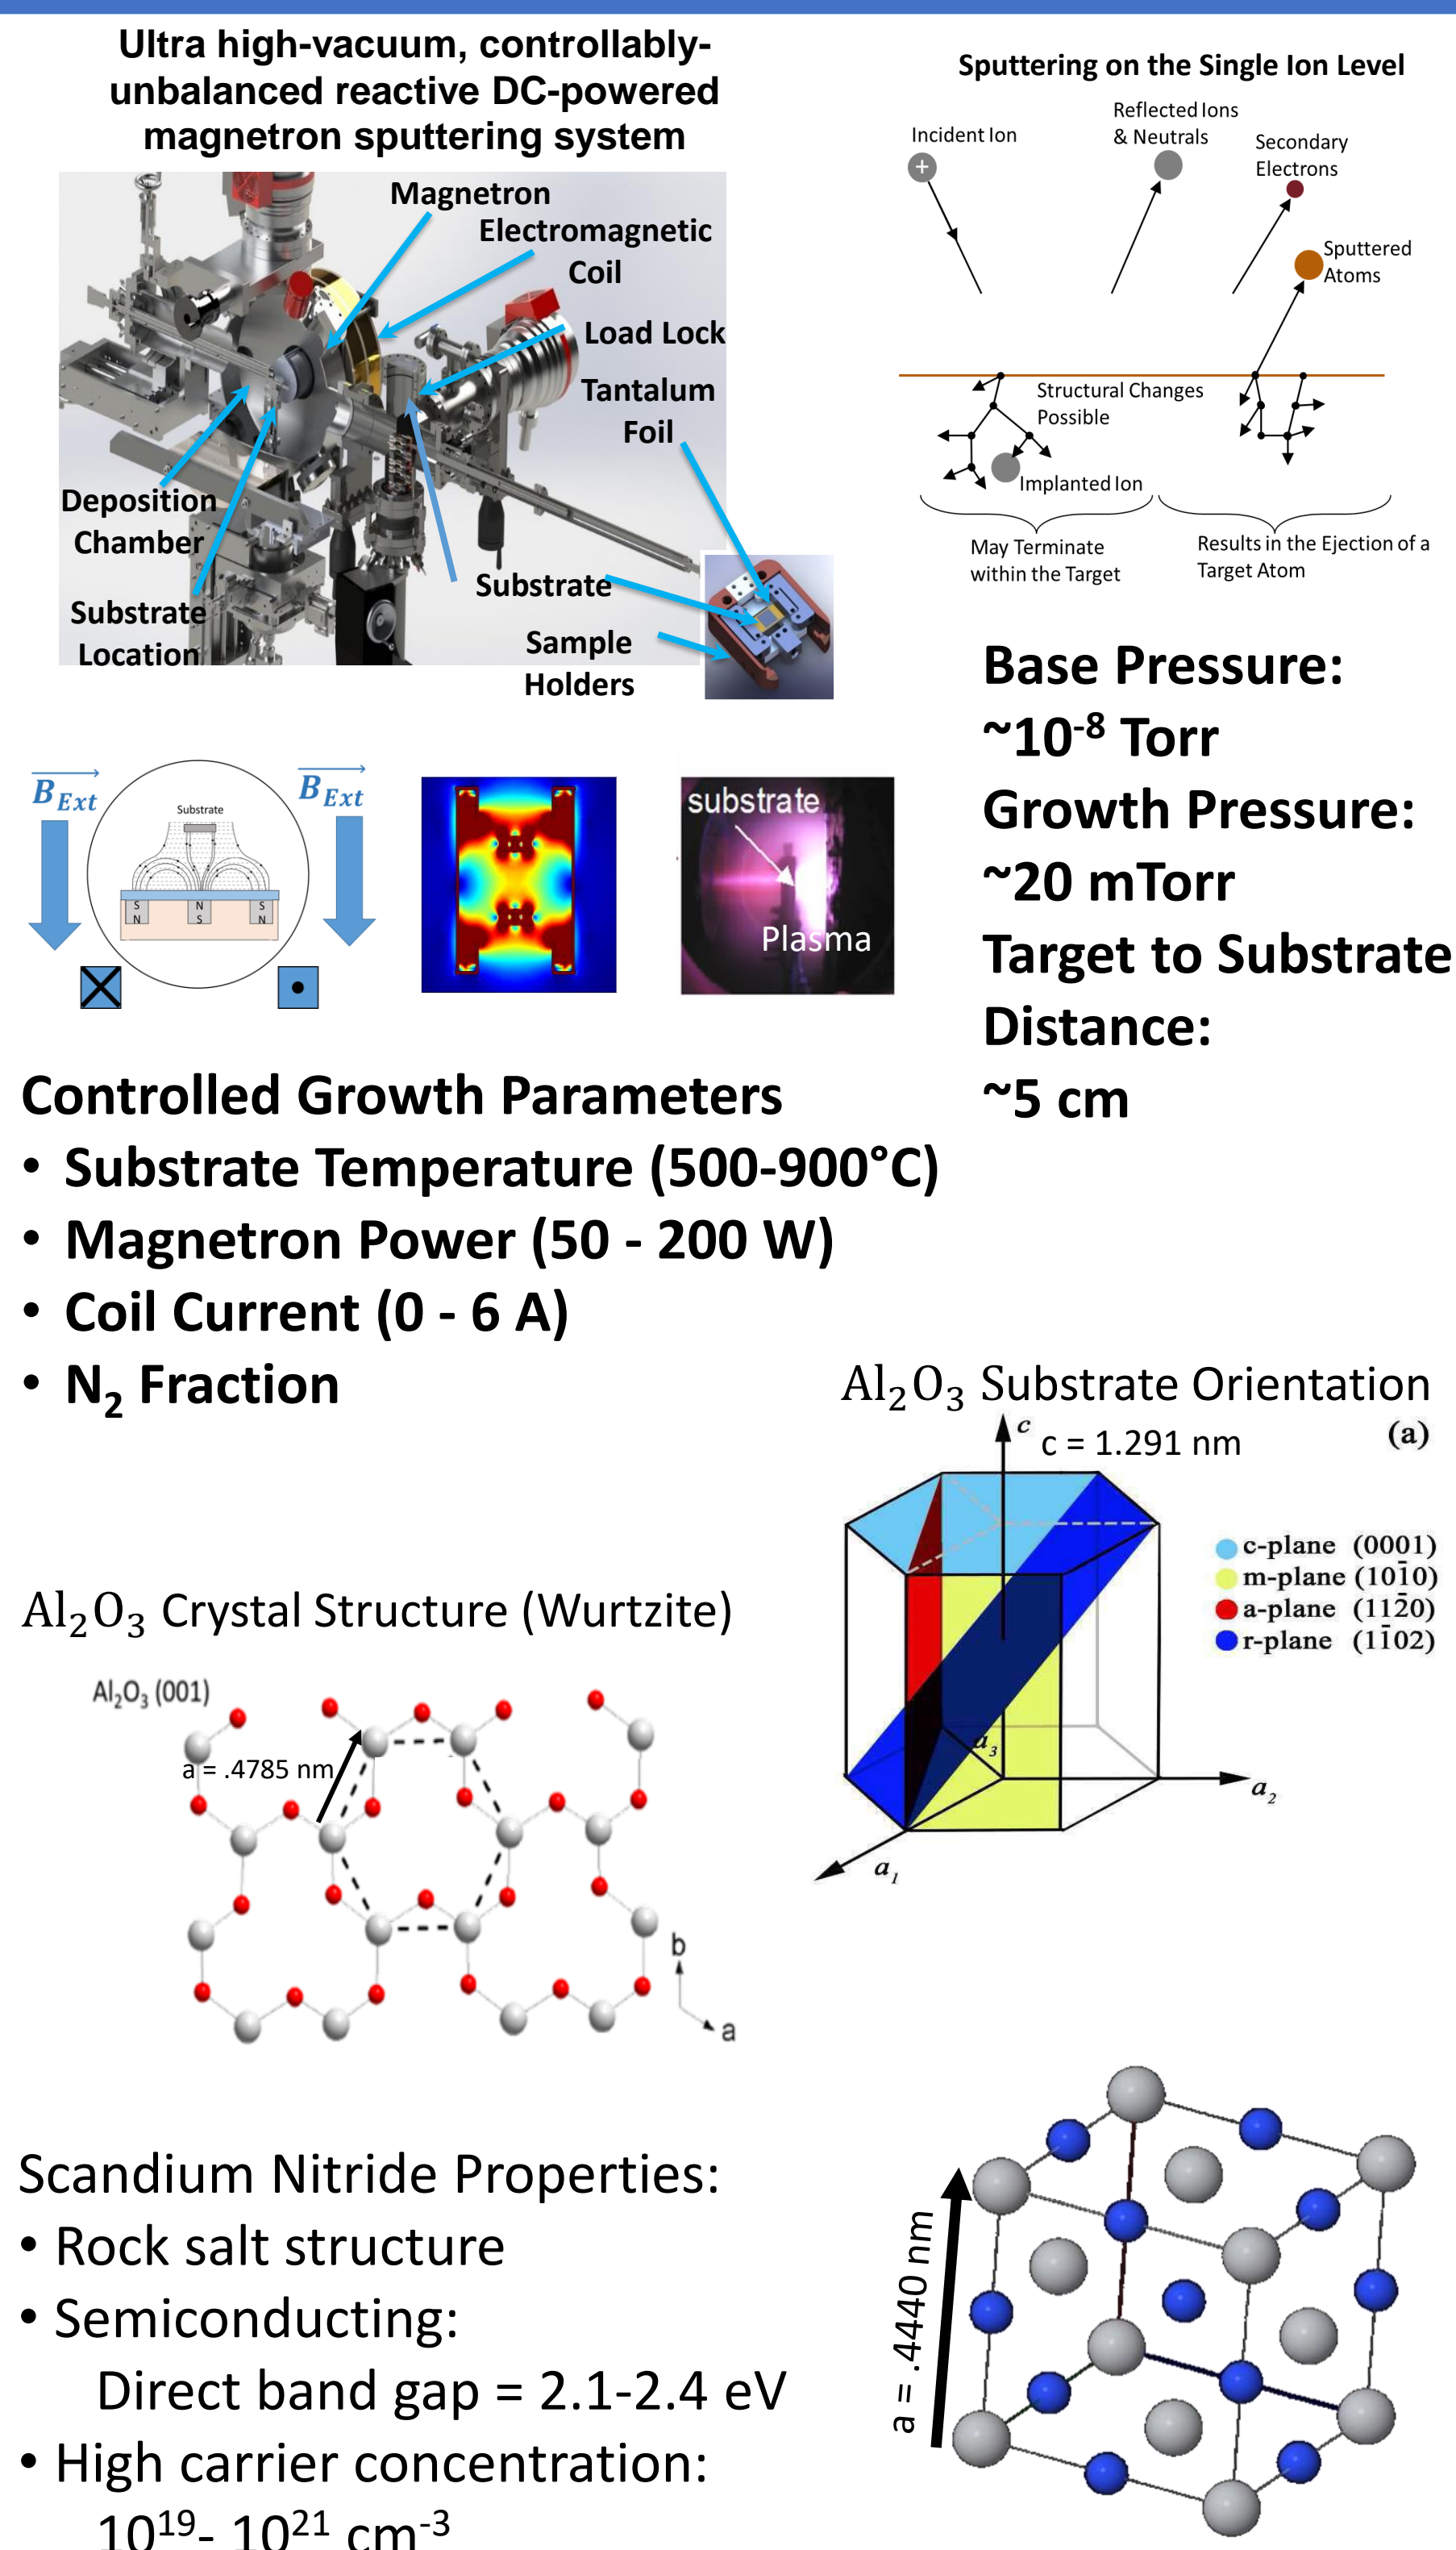 Ultra high-vacuum, controllably-
unbalanced reactive DC-powered
magnetron sputtering system
Magnetron
Electromagnetic
Coil
Load Lock
Tantalum
Foil
Deposition
Chamber
Substrate
Location
Substrate
Sample
Holders
Sputtering on the Single Ion Level
Incident Ion
+
Reflected Ions
& Neutrals
Secondary
Electrons
Sputtered
Atoms
Structural Changes
Possible
Implanted Ion
May Terminate
within the Target
Results in the Ejection of a
Target Atom
Base Pressure:
~10⁻⁸ Torr
Growth Pressure:
~20 mTorr
Target to Substrate
Distance:
~5 cm
B_Ext
B_Ext
Substrate
S N S
N S N
substrate
Plasma
Controlled Growth Parameters
• Substrate Temperature (500-900°C)
• Magnetron Power (50 - 200 W)
• Coil Current (0 - 6 A)
• N₂ Fraction
Al₂O₃ Substrate Orientation
c
c = 1.291 nm
(a)
c-plane (0001)
m-plane (101̄0)
a-plane (112̄0)
r-plane (11̄02)
a₃
a₂
a₁
Al₂O₃ Crystal Structure (Wurtzite)
Al₂O₃ (001)
a = .4785 nm
b
a
Scandium Nitride Properties:
• Rock salt structure
• Semiconducting:
Direct band gap = 2.1-2.4 eV
• High carrier concentration:
10¹⁹- 10²¹ cm⁻³
a = .4440 nm